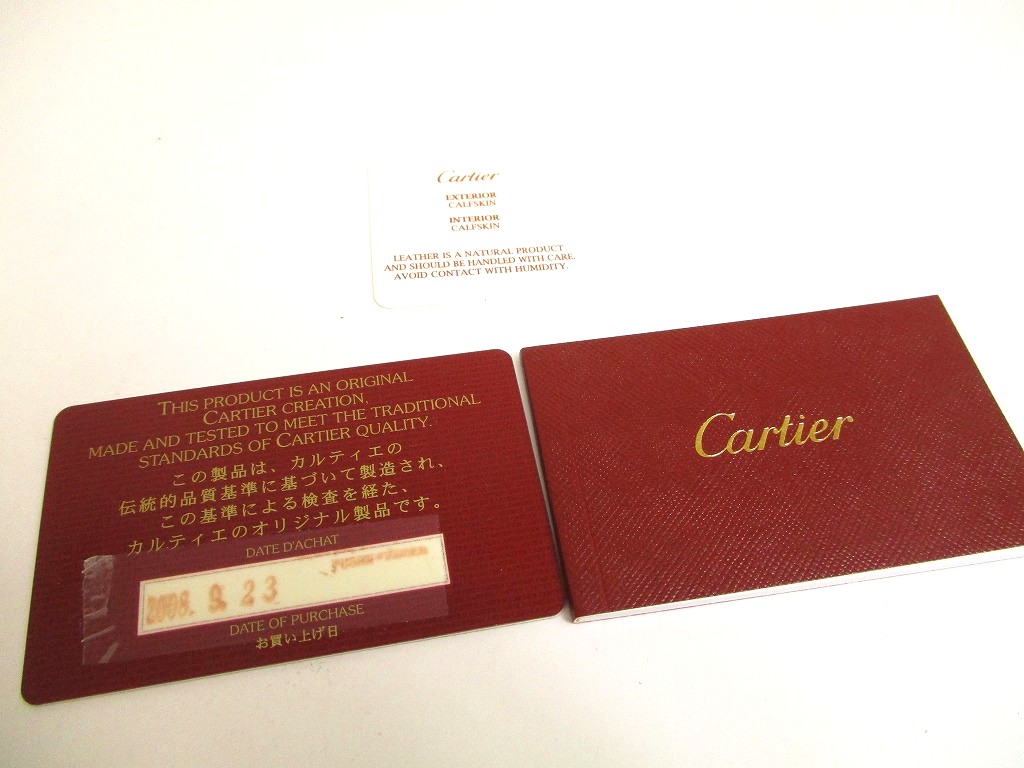 Cartier
EXTERIOR
CALFSKIN
INTERIOR
CALFSKIN
LEATHER IS A NATURAL PRODUCT
AND SHOULD BE HANDLED WITH CARE.
AVOID CONTACT WITH HUMIDITY.
THIS PRODUCT IS AN ORIGINAL
CARTIER CREATION,
MADE AND TESTED TO MEET THE TRADITIONAL
STANDARDS OF CARTIER QUALITY.
この製品は、カルティエの
伝統的品質基準に基づいて製造され、
この基準による検査を経た、
カルティエのオリジナル製品です。
DATE D'ACHAT
2008. 9. 23
DATE OF PURCHASE
お買い上げ日
Cartier